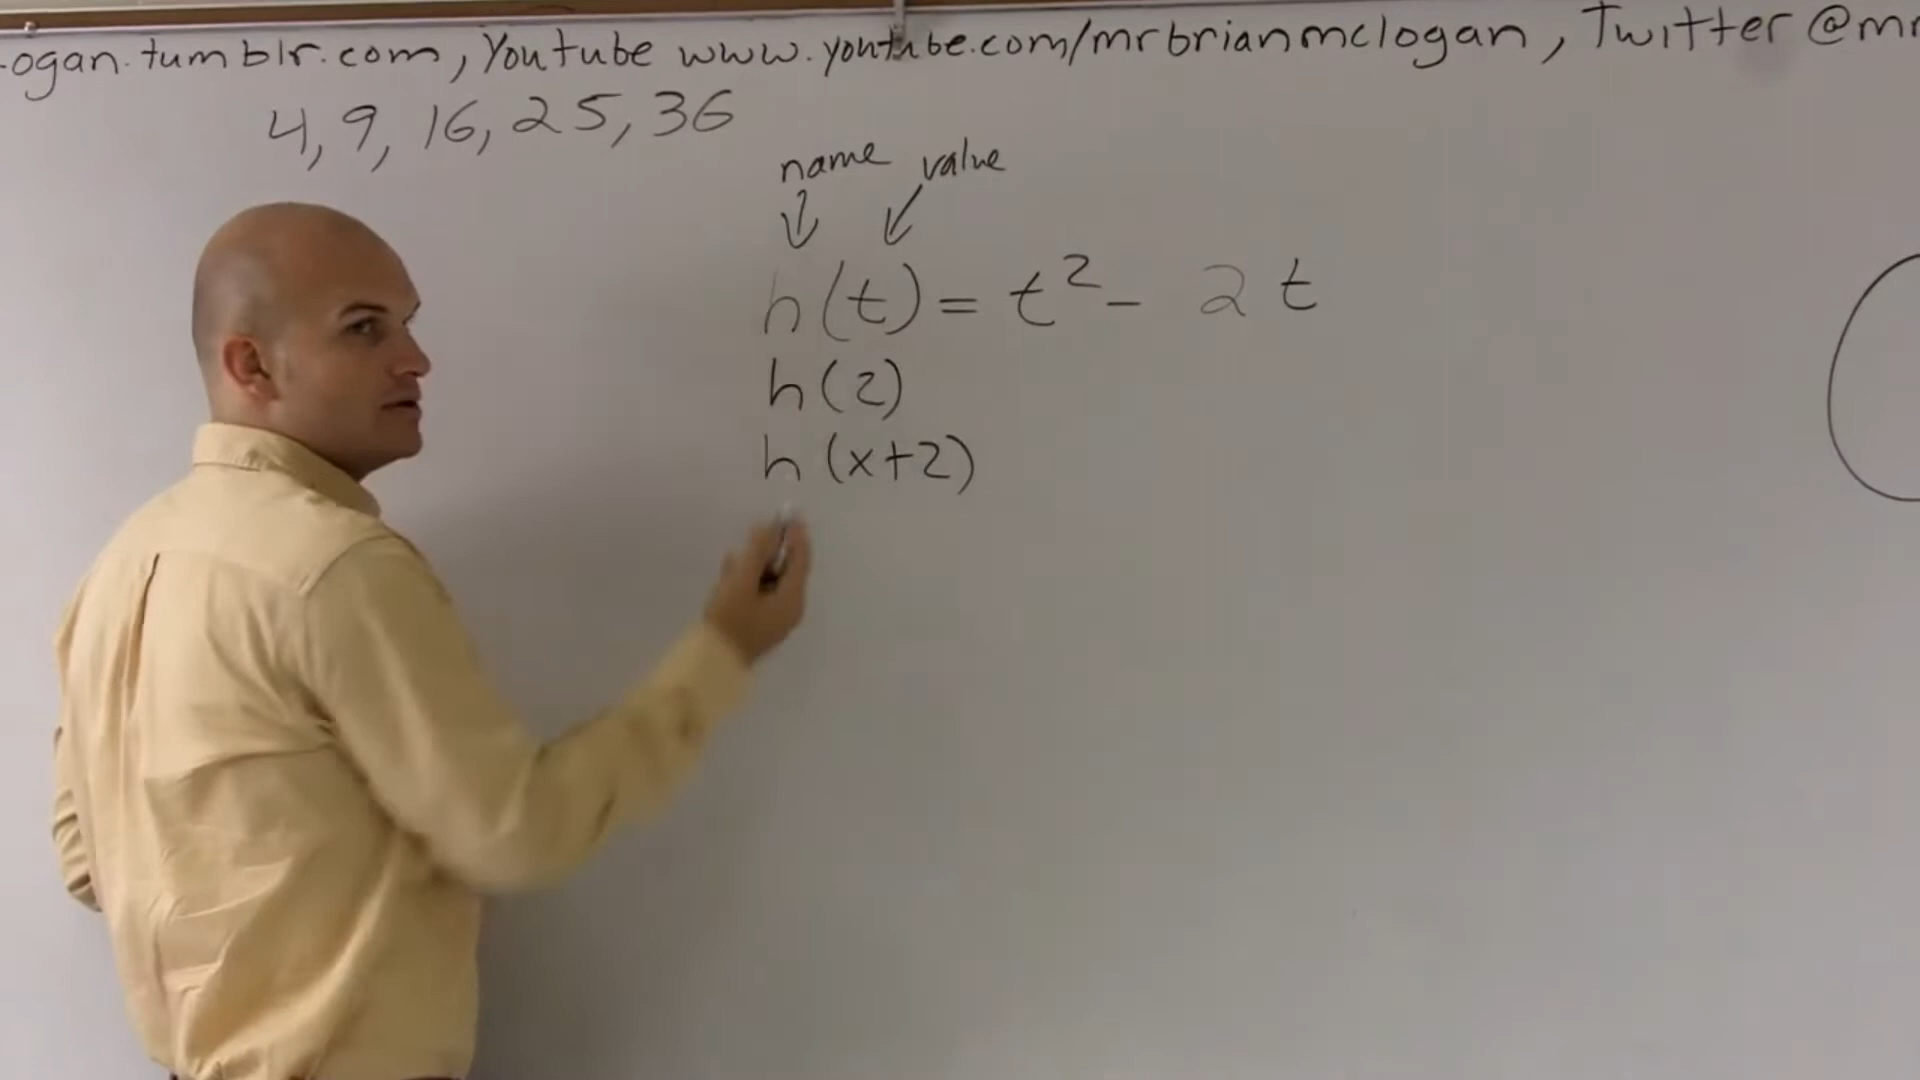 ogan.tumblr.com, Youtube www.youtube.com/mrbrianmclogan, Twitter @mr
4, 9, 16, 25, 36
name value
h(t) = t² - 2t
h(2)
h(x+2)